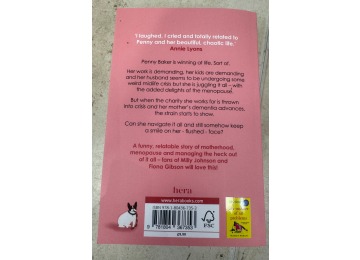 'I laughed, I cried and totally related to
Penny and her beautiful, chaotic life.'
Annie Lyons
Penny Baker is winning at life. Sort of.
Her work is demanding, her kids are demanding
and her husband seems to be undergoing some
weird midlife crisis but she is juggling it all - with
the added delights of the menopause.
But when the charity she works for is thrown
into crisis and her mother's dementia advances,
the strain starts to show.
Can she navigate it all and still somehow keep
a smile on her - flushed - face?
A funny, relatable story of motherhood,
menopause and managing the heck out
of it all - fans of Milly Johnson and
Fiona Gibson will love this!
hera
www.herabooks.com
FSC